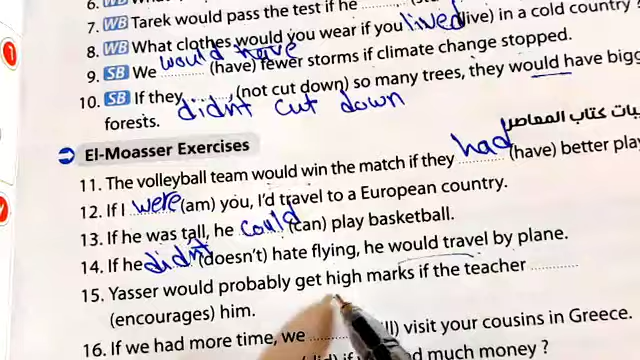 6. WB
7. WB Tarek would pass the test if he
8. WB What clothes would you wear if you lived (live) in a cold country ?
9. SB We would have (have) fewer storms if climate change stopped.
10. SB If they didn't cut down (not cut down) so many trees, they would have
forests.
كتاب المعاصر
El-Moasser Exercises
11. The volleyball team would win the match if they had (have) better
12. If I were (am) you, I'd travel to a European country.
13. If he was tall, he could (can) play basketball.
14. If he didn't (doesn't) hate flying, he would travel by plane.
15. Yasser would probably get high marks if the teacher
(encourages) him.
16. If we had more time, we visit your cousins in Greece.
much money ?